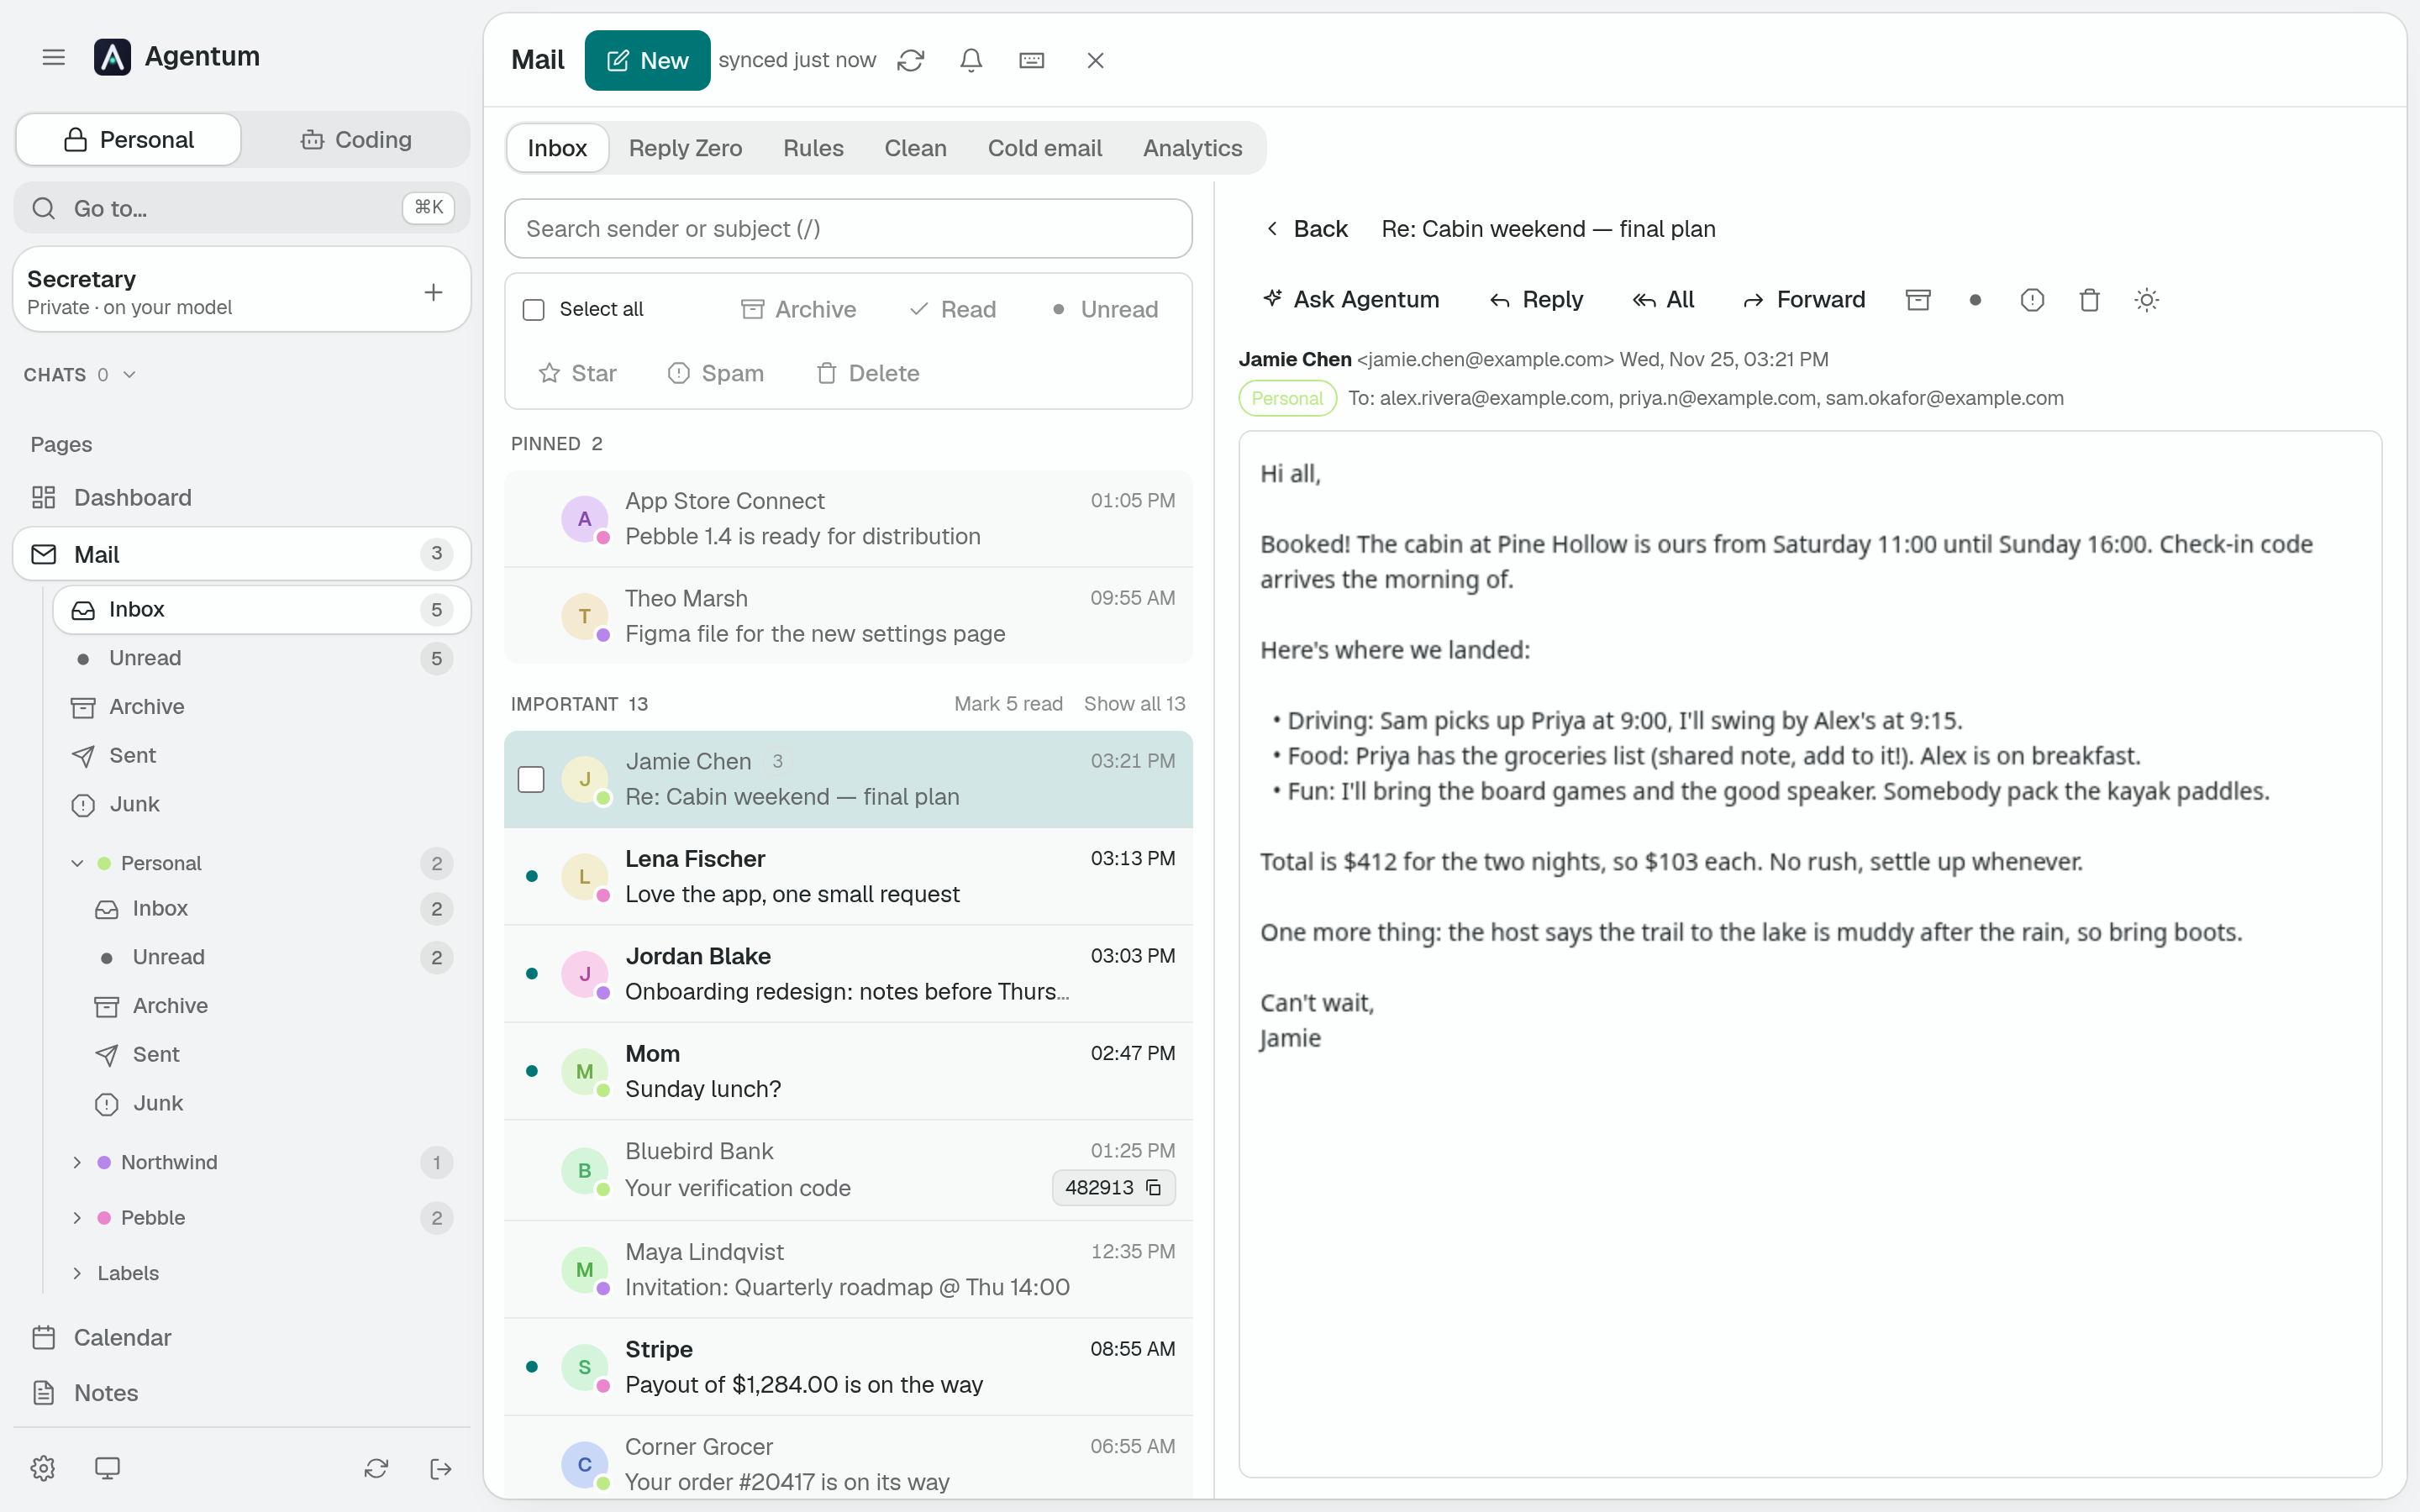 Agentum
Personal
Coding
Go to...
⌘K
Secretary
Private · on your model
CHATS 0
Pages
Dashboard
Mail 3
Inbox 5
Unread 5
Archive
Sent
Junk
Personal 2
Inbox 2
Unread 2
Archive
Sent
Junk
Northwind 1
Pebble 2
Labels
Calendar
Notes
Mail
New
synced just now
Inbox
Reply Zero
Rules
Clean
Cold email
Analytics
Search sender or subject (/)
Select all
Archive
Read
Unread
Star
Spam
Delete
PINNED 2
A
App Store Connect 01:05 PM
Pebble 1.4 is ready for distribution
T
Theo Marsh 09:55 AM
Figma file for the new settings page
IMPORTANT 13 Mark 5 read Show all 13
J
Jamie Chen 3 03:21 PM
Re: Cabin weekend — final plan
L
Lena Fischer 03:13 PM
Love the app, one small request
J
Jordan Blake 03:03 PM
Onboarding redesign: notes before Thurs...
M
Mom 02:47 PM
Sunday lunch?
B
Bluebird Bank 01:25 PM
Your verification code 482913
M
Maya Lindqvist 12:35 PM
Invitation: Quarterly roadmap @ Thu 14:00
S
Stripe 08:55 AM
Payout of $1,284.00 is on the way
C
Corner Grocer 06:55 AM
Your order #20417 is on its way
Back
Re: Cabin weekend — final plan
Ask Agentum
Reply
All
Forward
Jamie Chen <jamie.chen@example.com> Wed, Nov 25, 03:21 PM
Personal To: alex.rivera@example.com, priya.n@example.com, sam.okafor@example.com
Hi all,
Booked! The cabin at Pine Hollow is ours from Saturday 11:00 until Sunday 16:00. Check-in code
arrives the morning of.
Here's where we landed:
• Driving: Sam picks up Priya at 9:00, I'll swing by Alex's at 9:15.
• Food: Priya has the groceries list (shared note, add to it!). Alex is on breakfast.
• Fun: I'll bring the board games and the good speaker. Somebody pack the kayak paddles.
Total is $412 for the two nights, so $103 each. No rush, settle up whenever.
One more thing: the host says the trail to the lake is muddy after the rain, so bring boots.
Can't wait,
Jamie